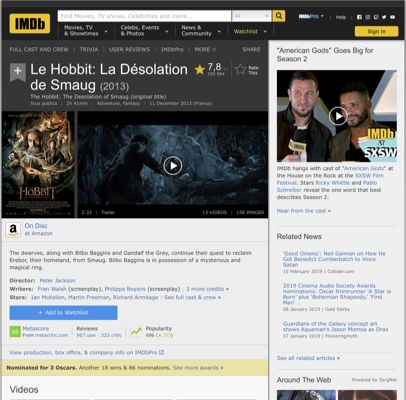 IMDb
Find Movies, TV shows, Celebrities and more...
All
Movies, TV
& Showtimes
Celebs, Events
& Photos
News &
Community
Watchlist
IMDbPro
Help
Sign in
FULL CAST AND CREW | TRIVIA | USER REVIEWS | IMDbPro | MORE
SHARE
Le Hobbit: La Désolation
de Smaug (2013)
7,8
Rate
This
The Hobbit: The Desolation of Smaug (original title)
Tous publics | 2h 41min | Adventure, Fantasy | 11 December 2013 (France)
HOBBIT
2:32 | Trailer
13 VIDEOS | 158 IMAGES
On Disc
at Amazon
The dwarves, along with Bilbo Baggins and Gandalf the Grey, continue their quest to reclaim
Erebor, their homeland, from Smaug. Bilbo Baggins is in possession of a mysterious and
magical ring.
Director: Peter Jackson
Writers: Fran Walsh (screenplay), Philippa Boyens (screenplay) | 3 more credits »
Stars: Ian McKellen, Martin Freeman, Richard Armitage | See full cast & crew »
+ Add to Watchlist
66
Metascore
From metacritic.com
Reviews
967 user | 522 critic
Popularity
View production, box office, & company info on IMDbPro
Nominated for 3 Oscars. Another 18 wins & 86 nominations. See more awards »
Videos
"American Gods" Goes Big for
Season 2
IMDb
AT
SXSW
IMDb hangs with cast of "American Gods" at
the House on the Rock at the SXSW Film
Festival. Stars Ricky Whittle and Pablo
Schreiber reveal the one word that best
describes Season 2.
Hear from the cast »
Related News
'Good Omens': Neil Gaiman on How He
Got Benedict Cumberbatch to Voice
Satan
15 February 2019 | Collider.com
2019 Cinema Audio Society Awards
nominations: Oscar frontrunner 'A Star is
Born' plus 'Bohemian Rhapsody,' 'First
Man' ...
08 January 2019 | Gold Derby
Guardians of the Galaxy concept art
shows Aquaman's Jason Momoa as Drax
07 January 2019 | Flickeringmyth
See all related articles »
Around The Web
Powered by ZergNet